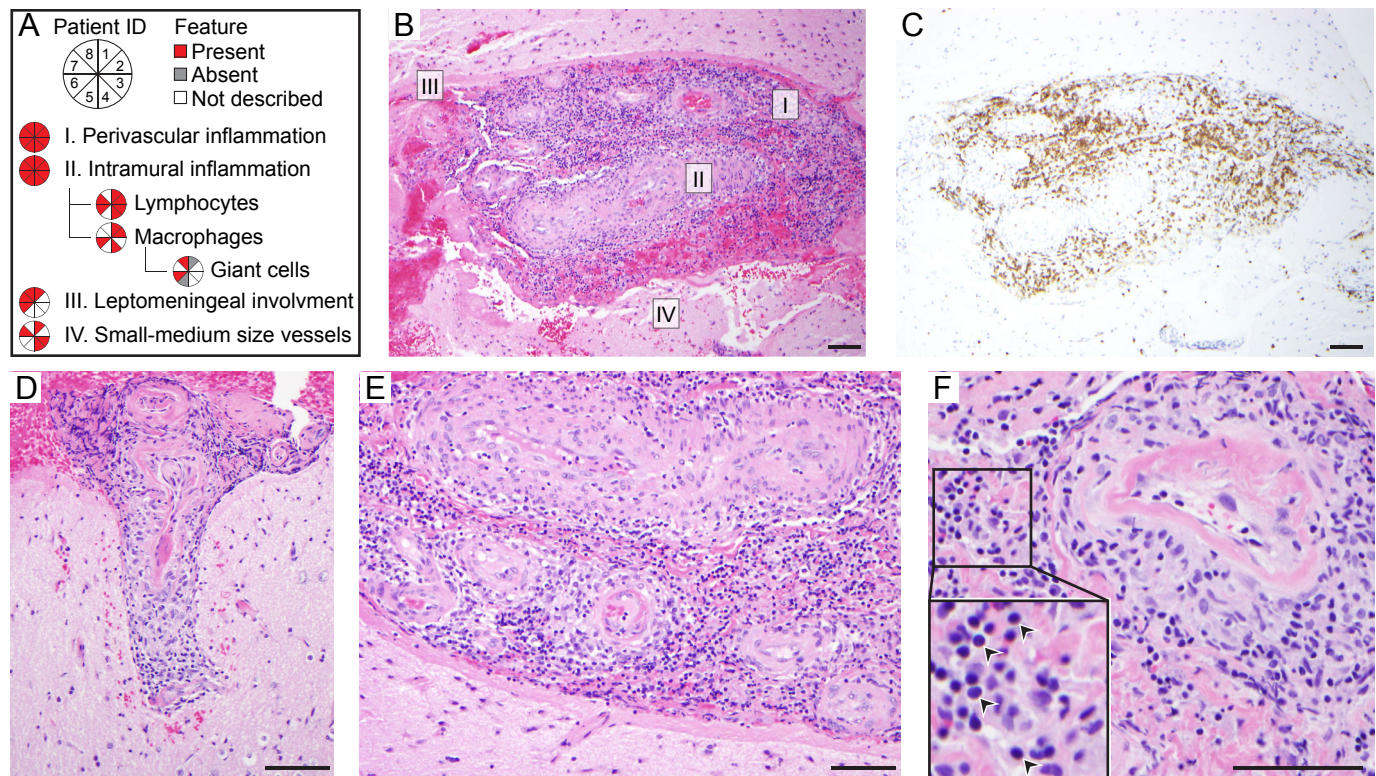 A Patient ID Feature
8 1
7 2
6 3
5 4
Present
Absent
Not described
I. Perivascular inflammation
II. Intramural inflammation
Lymphocytes
Macrophages
Giant cells
III. Leptomeningeal involvment
IV. Small-medium size vessels
B
I
II
III
IV
C
D
E
F